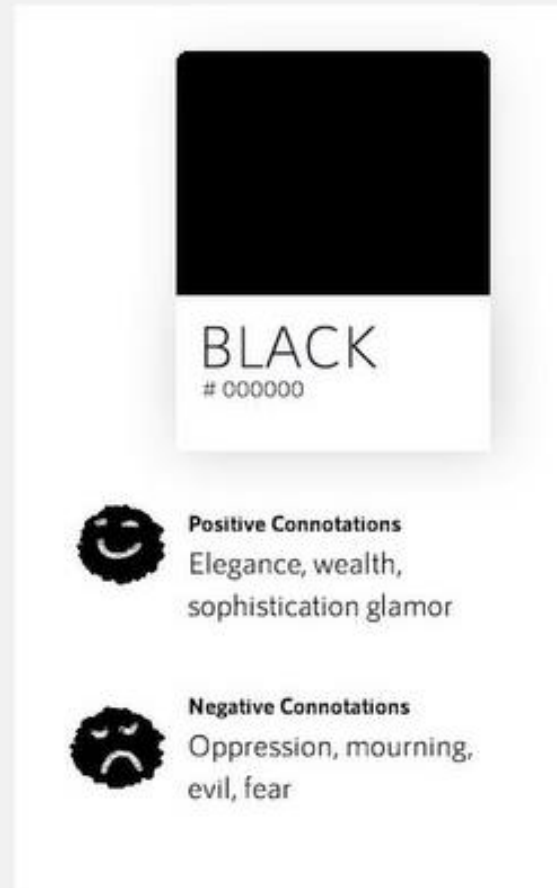 BLACK
# 000000
Positive Connotations
Elegance, wealth,
sophistication glamor
Negative Connotations
Oppression, mourning,
evil, fear